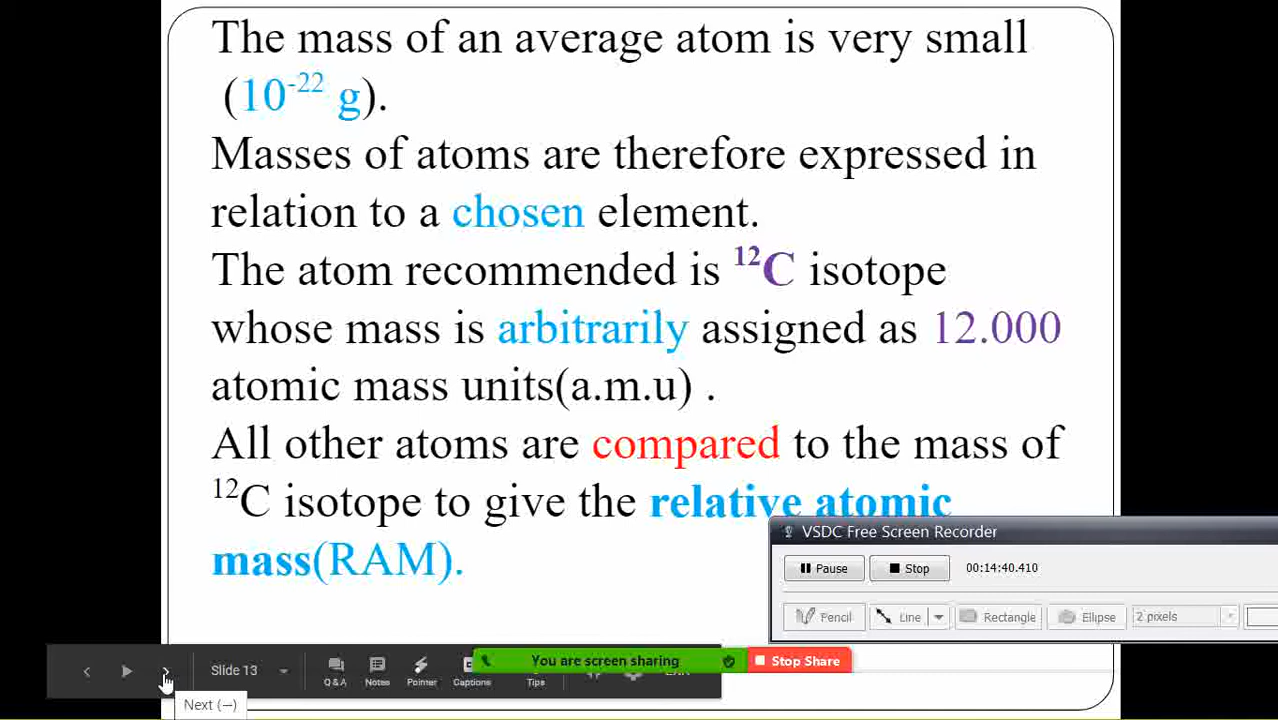 The mass of an average atom is very small
(10⁻²² g).
Masses of atoms are therefore expressed in
relation to a chosen element.
The atom recommended is ¹²C isotope
whose mass is arbitrarily assigned as 12.000
atomic mass units(a.m.u) .
All other atoms are compared to the mass of
¹²C isotope to give the relative atomic
mass(RAM).
VSDC Free Screen Recorder
Pause Stop 00:14:40.410
Pencil Line Rectangle Ellipse 2 pixels
You are screen sharing Stop Share
Slide 13 Q & A Notes Pointer Captions Tips
Next (→)